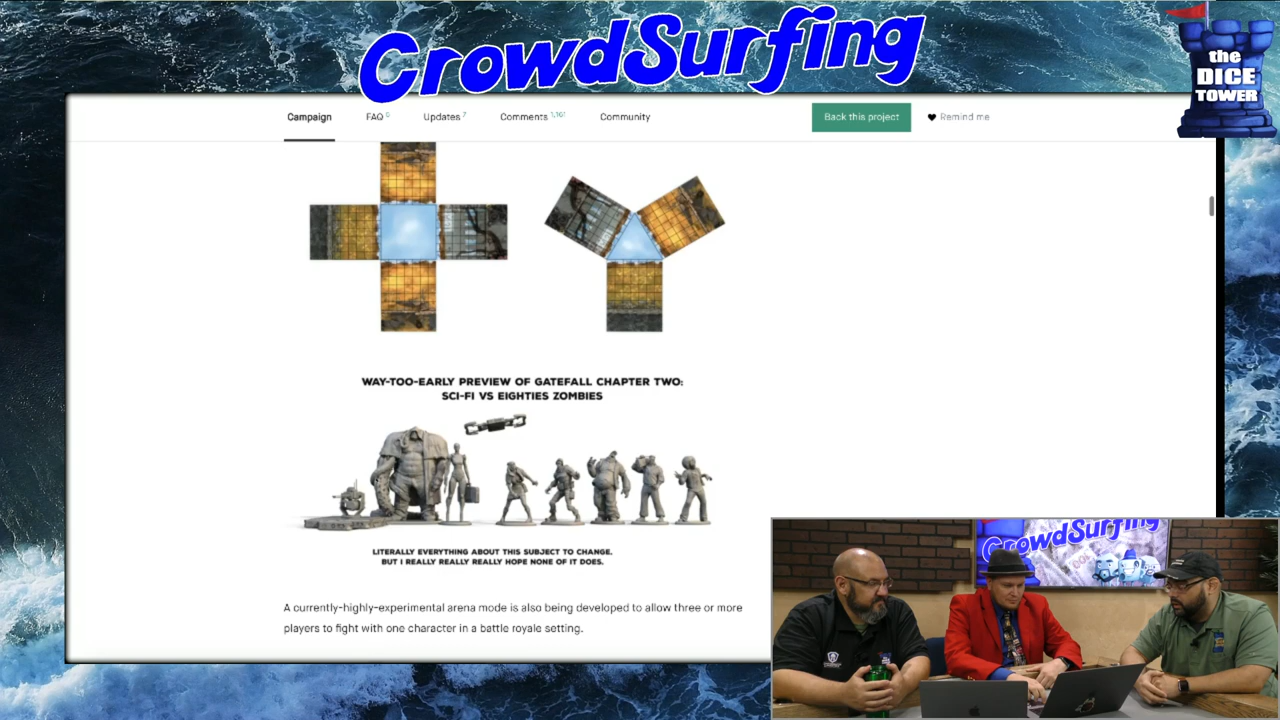 CrowdSurfing
the
DICE
TOWER
Campaign FAQ Updates 7 Comments 1,161 Community Back this project Remind me
WAY-TOO-EARLY PREVIEW OF GATEFALL CHAPTER TWO:
SCI-FI VS EIGHTIES ZOMBIES
LITERALLY EVERYTHING ABOUT THIS SUBJECT TO CHANGE.
BUT I REALLY REALLY REALLY HOPE NONE OF IT DOES.
A currently-highly-experimental arena mode is also being developed to allow three or more
players to fight with one character in a battle royale setting.
CrowdSurfing